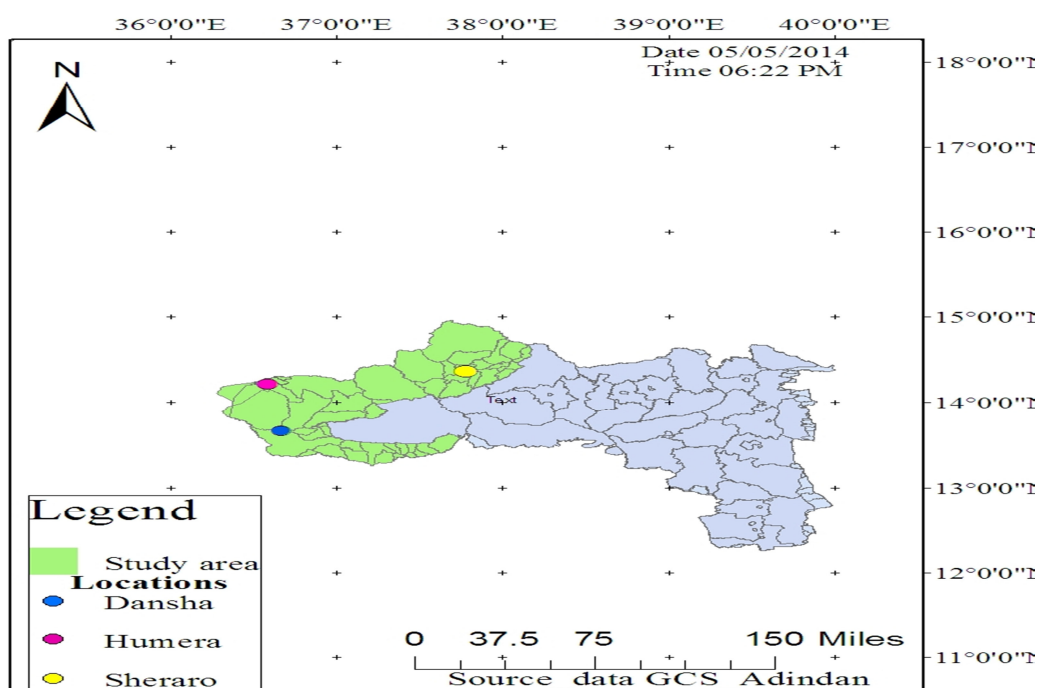 36°0'0"E 37°0'0"E 38°0'0"E 39°0'0"E 40°0'0"E
Date 05/05/2014
Time 06:22 PM
N
18°0'0"N
17°0'0"N
16°0'0"N
15°0'0"N
14°0'0"N
13°0'0"N
12°0'0"N
11°0'0"N
Text
Legend
Study area
Locations
Dansha
Humera
Sheraro
0 37.5 75 150 Miles
Source data GCS Adindan